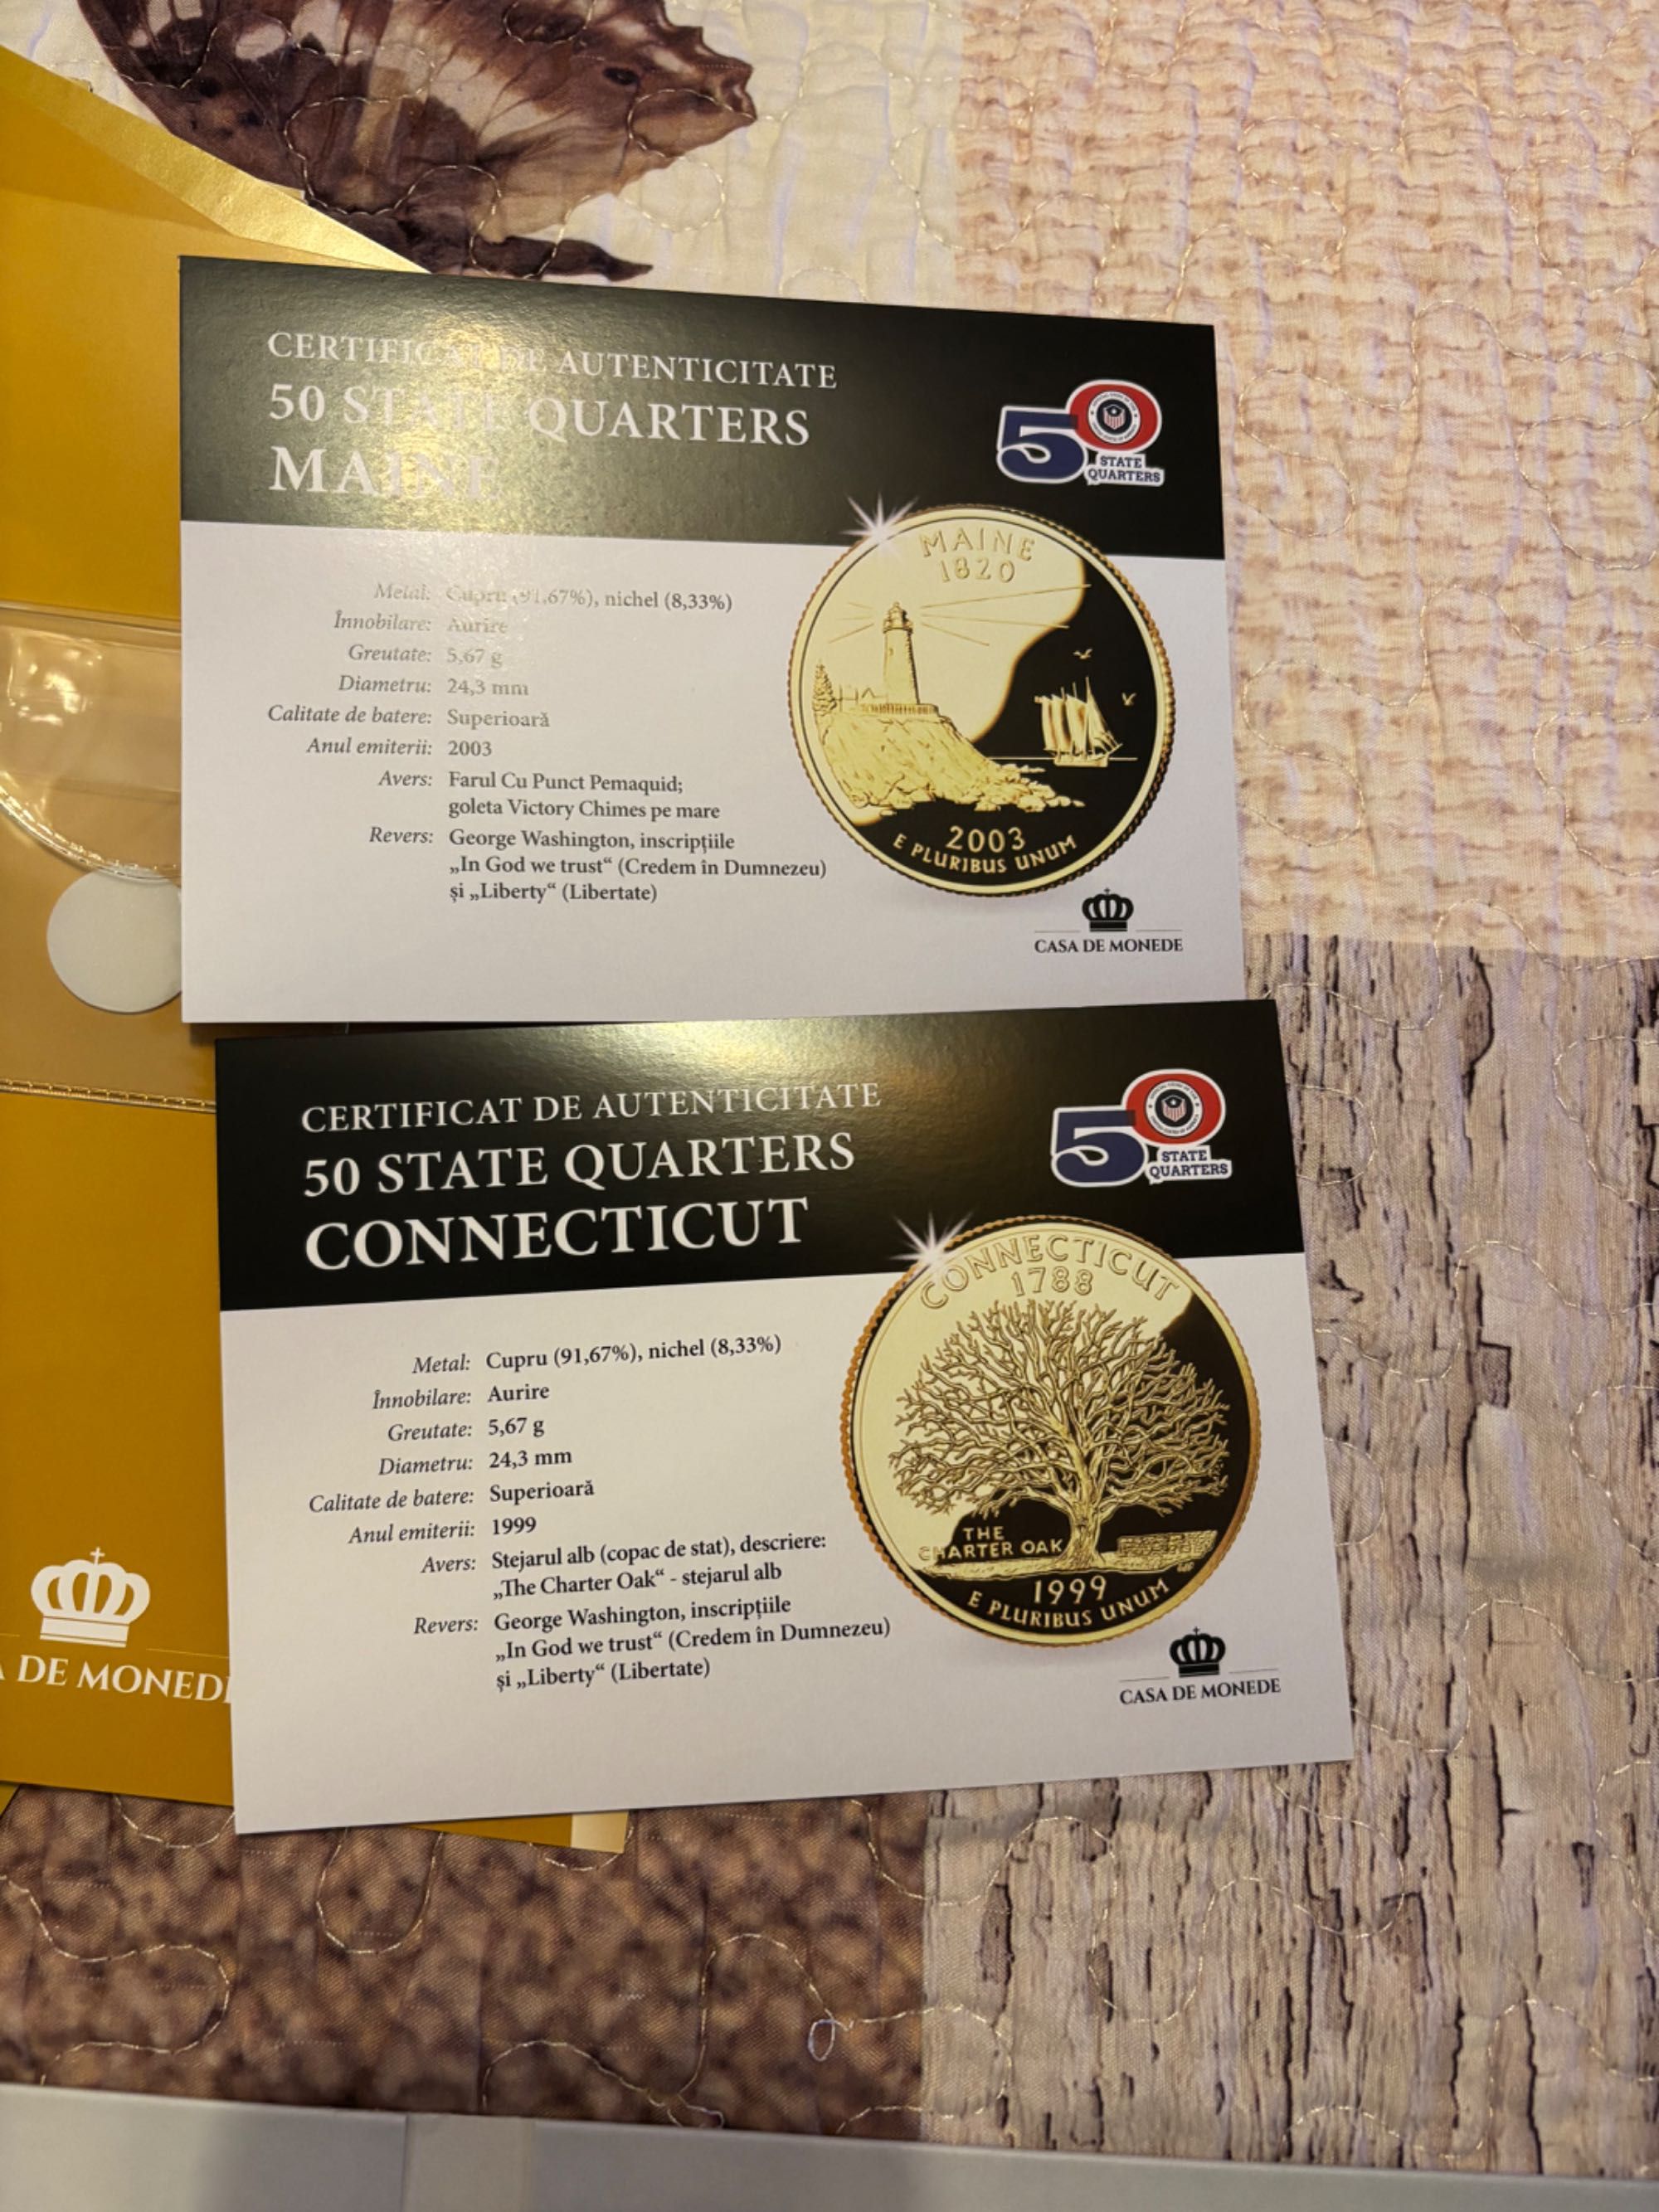 CERTIFICAT DE AUTENTICITATE
50 STATE QUARTERS
MAINE
50
STATE
QUARTERS
Metal: Cupru (91,67%), nichel (8,33%)
Înnobilare: Aurire
Greutate: 5,67 g
Diametru: 24,3 mm
Calitate de batere: Superioară
Anul emiterii: 2003
Avers: Farul Cu Punct Pemaquid;
goleta Victory Chimes pe mare
Revers: George Washington, inscripțiile
„In God we trust“ (Credem în Dumnezeu)
și „Liberty“ (Libertate)
MAINE
1820
2003
E PLURIBUS UNUM
CASA DE MONEDE
CERTIFICAT DE AUTENTICITATE
50 STATE QUARTERS
CONNECTICUT
50
STATE
QUARTERS
Metal: Cupru (91,67%), nichel (8,33%)
Înnobilare: Aurire
Greutate: 5,67 g
Diametru: 24,3 mm
Calitate de batere: Superioară
Anul emiterii: 1999
Avers: Stejarul alb (copac de stat), descriere:
„The Charter Oak“ - stejarul alb
Revers: George Washington, inscripțiile
„In God we trust“ (Credem în Dumnezeu)
și „Liberty“ (Libertate)
CONNECTICUT
1788
THE
CHARTER OAK
1999
E PLURIBUS UNUM
CASA DE MONEDE
DE MONED